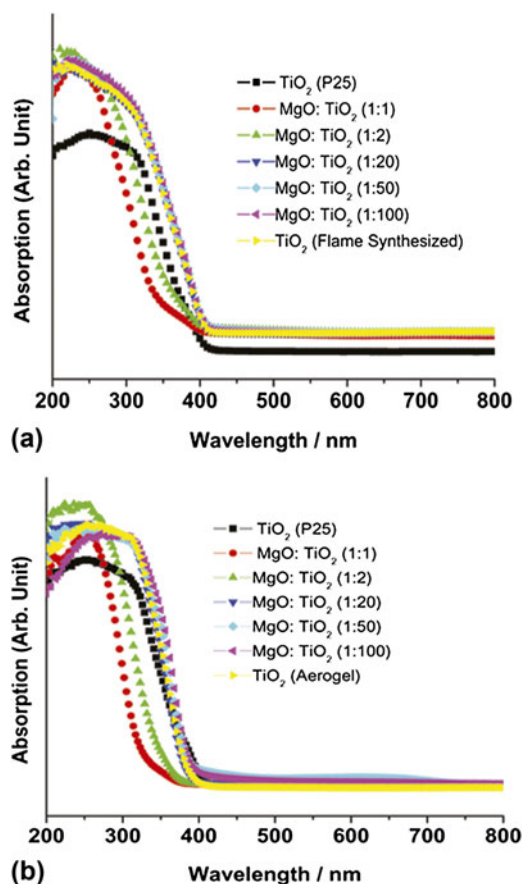 Absorption (Arb. Unit)
TiO₂ (P25)
MgO: TiO₂ (1:1)
MgO: TiO₂ (1:2)
MgO: TiO₂ (1:20)
MgO: TiO₂ (1:50)
MgO: TiO₂ (1:100)
TiO₂ (Flame Synthesized)
200 300 400 500 600 700 800
(a) Wavelength / nm
Absorption (Arb. Unit)
TiO₂ (P25)
MgO: TiO₂ (1:1)
MgO: TiO₂ (1:2)
MgO: TiO₂ (1:20)
MgO: TiO₂ (1:50)
MgO: TiO₂ (1:100)
TiO₂ (Aerogel)
200 300 400 500 600 700 800
(b) Wavelength / nm